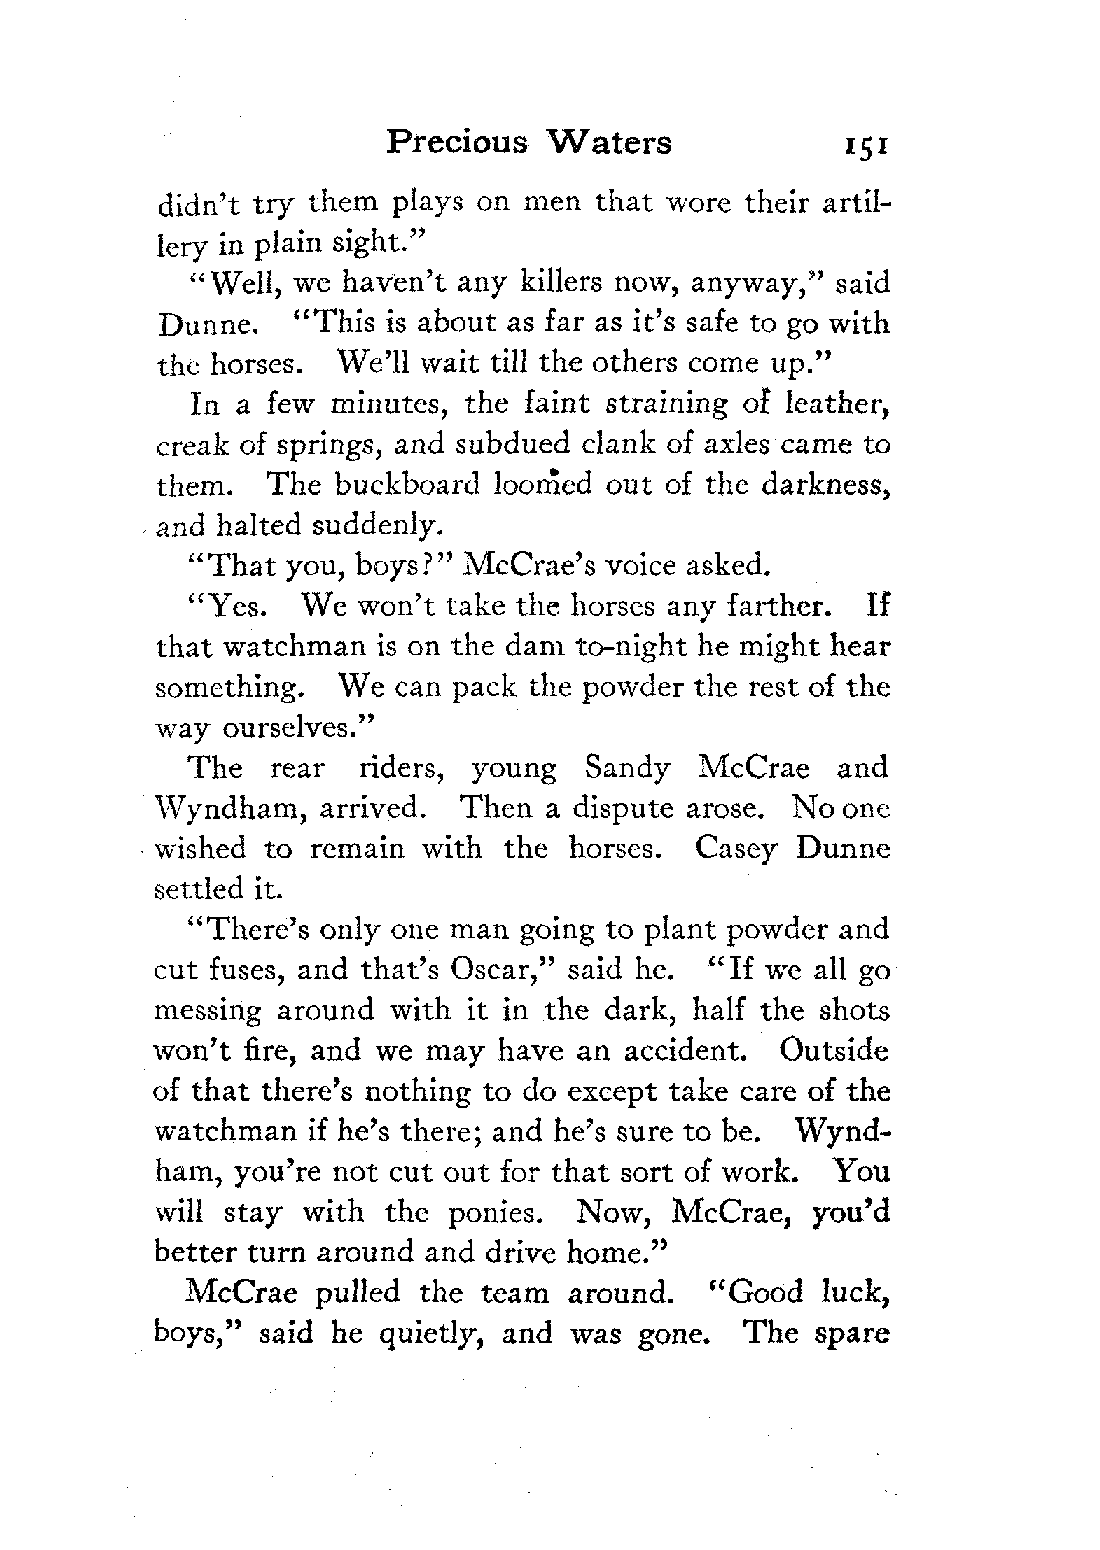 Precious Waters 151
didn't try them plays on men that wore their artil-
lery in plain sight."
"Well, we haven't any killers now, anyway," said
Dunne. "This is about as far as it's safe to go with
the horses. We'll wait till the others come up."
In a few minutes, the faint straining of leather,
creak of springs, and subdued clank of axles came to
them. The buckboard loomed out of the darkness,
and halted suddenly.
"That you, boys?" McCrae's voice asked.
"Yes. We won't take the horses any farther. If
that watchman is on the dam to-night he might hear
something. We can pack the powder the rest of the
way ourselves."
The rear riders, young Sandy McCrae and
Wyndham, arrived. Then a dispute arose. No one
wished to remain with the horses. Casey Dunne
settled it.
"There's only one man going to plant powder and
cut fuses, and that's Oscar," said he. "If we all go
messing around with it in the dark, half the shots
won't fire, and we may have an accident. Outside
of that there's nothing to do except take care of the
watchman if he's there; and he's sure to be. Wynd-
ham, you're not cut out for that sort of work. You
will stay with the ponies. Now, McCrae, you'd
better turn around and drive home."
McCrae pulled the team around. "Good luck,
boys," said he quietly, and was gone. The spare